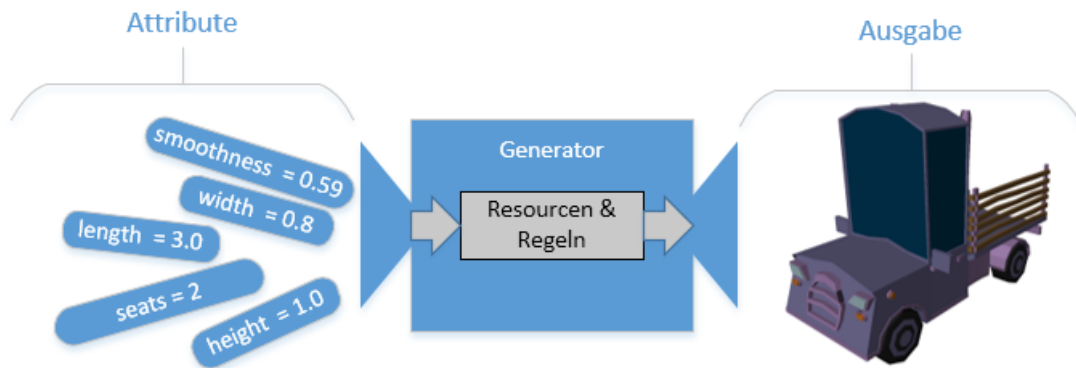 Attribute
Ausgabe
smoothness = 0.59
width = 0.8
length = 3.0
seats = 2
height = 1.0
Generator
Resourcen &
Regeln